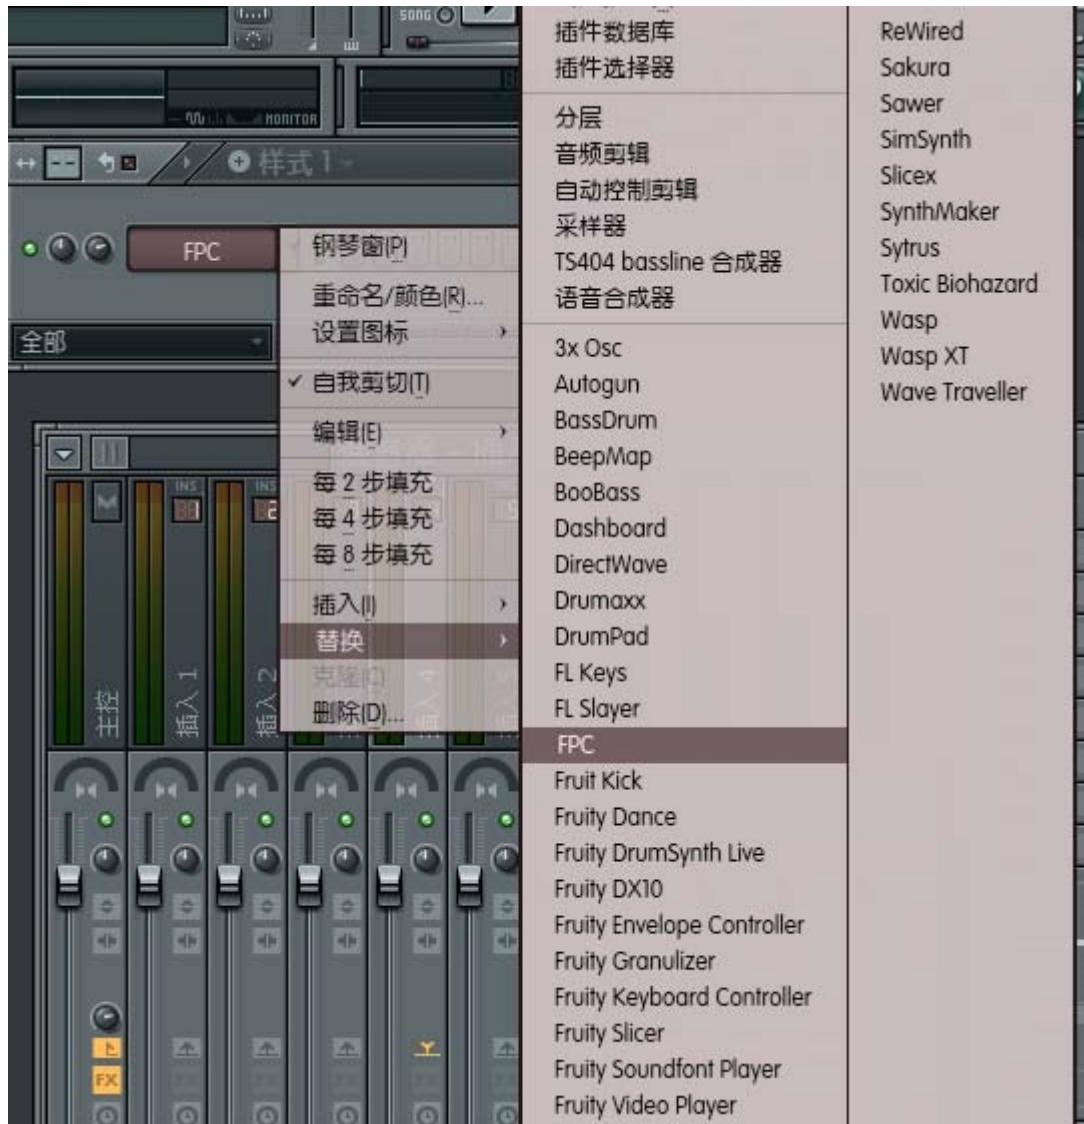 SONG
MONITOR
样式 1
FPC
全部
钢琴窗(P)
重命名/颜色(R)...
设置图标
自我剪切(T)
编辑(E)
每 2 步填充
每 4 步填充
每 8 步填充
插入(I)
替换
克隆(C)
删除(D)...
插件数据库
插件选择器
分层
音频剪辑
自动控制剪辑
采样器
TS404 bassline 合成器
语音合成器
3x Osc
Autogun
BassDrum
BeepMap
BooBass
Dashboard
DirectWave
Drumaxx
DrumPad
FL Keys
FL Slayer
FPC
Fruit Kick
Fruity Dance
Fruity DrumSynth Live
Fruity DX10
Fruity Envelope Controller
Fruity Granulizer
Fruity Keyboard Controller
Fruity Slicer
Fruity Soundfont Player
Fruity Video Player
ReWired
Sakura
Sawer
SimSynth
Slicex
SynthMaker
Sytrus
Toxic Biohazard
Wasp
Wasp XT
Wave Traveller
INS
1
INS
2
主控
插入 1
插入 2
插入 4
FX